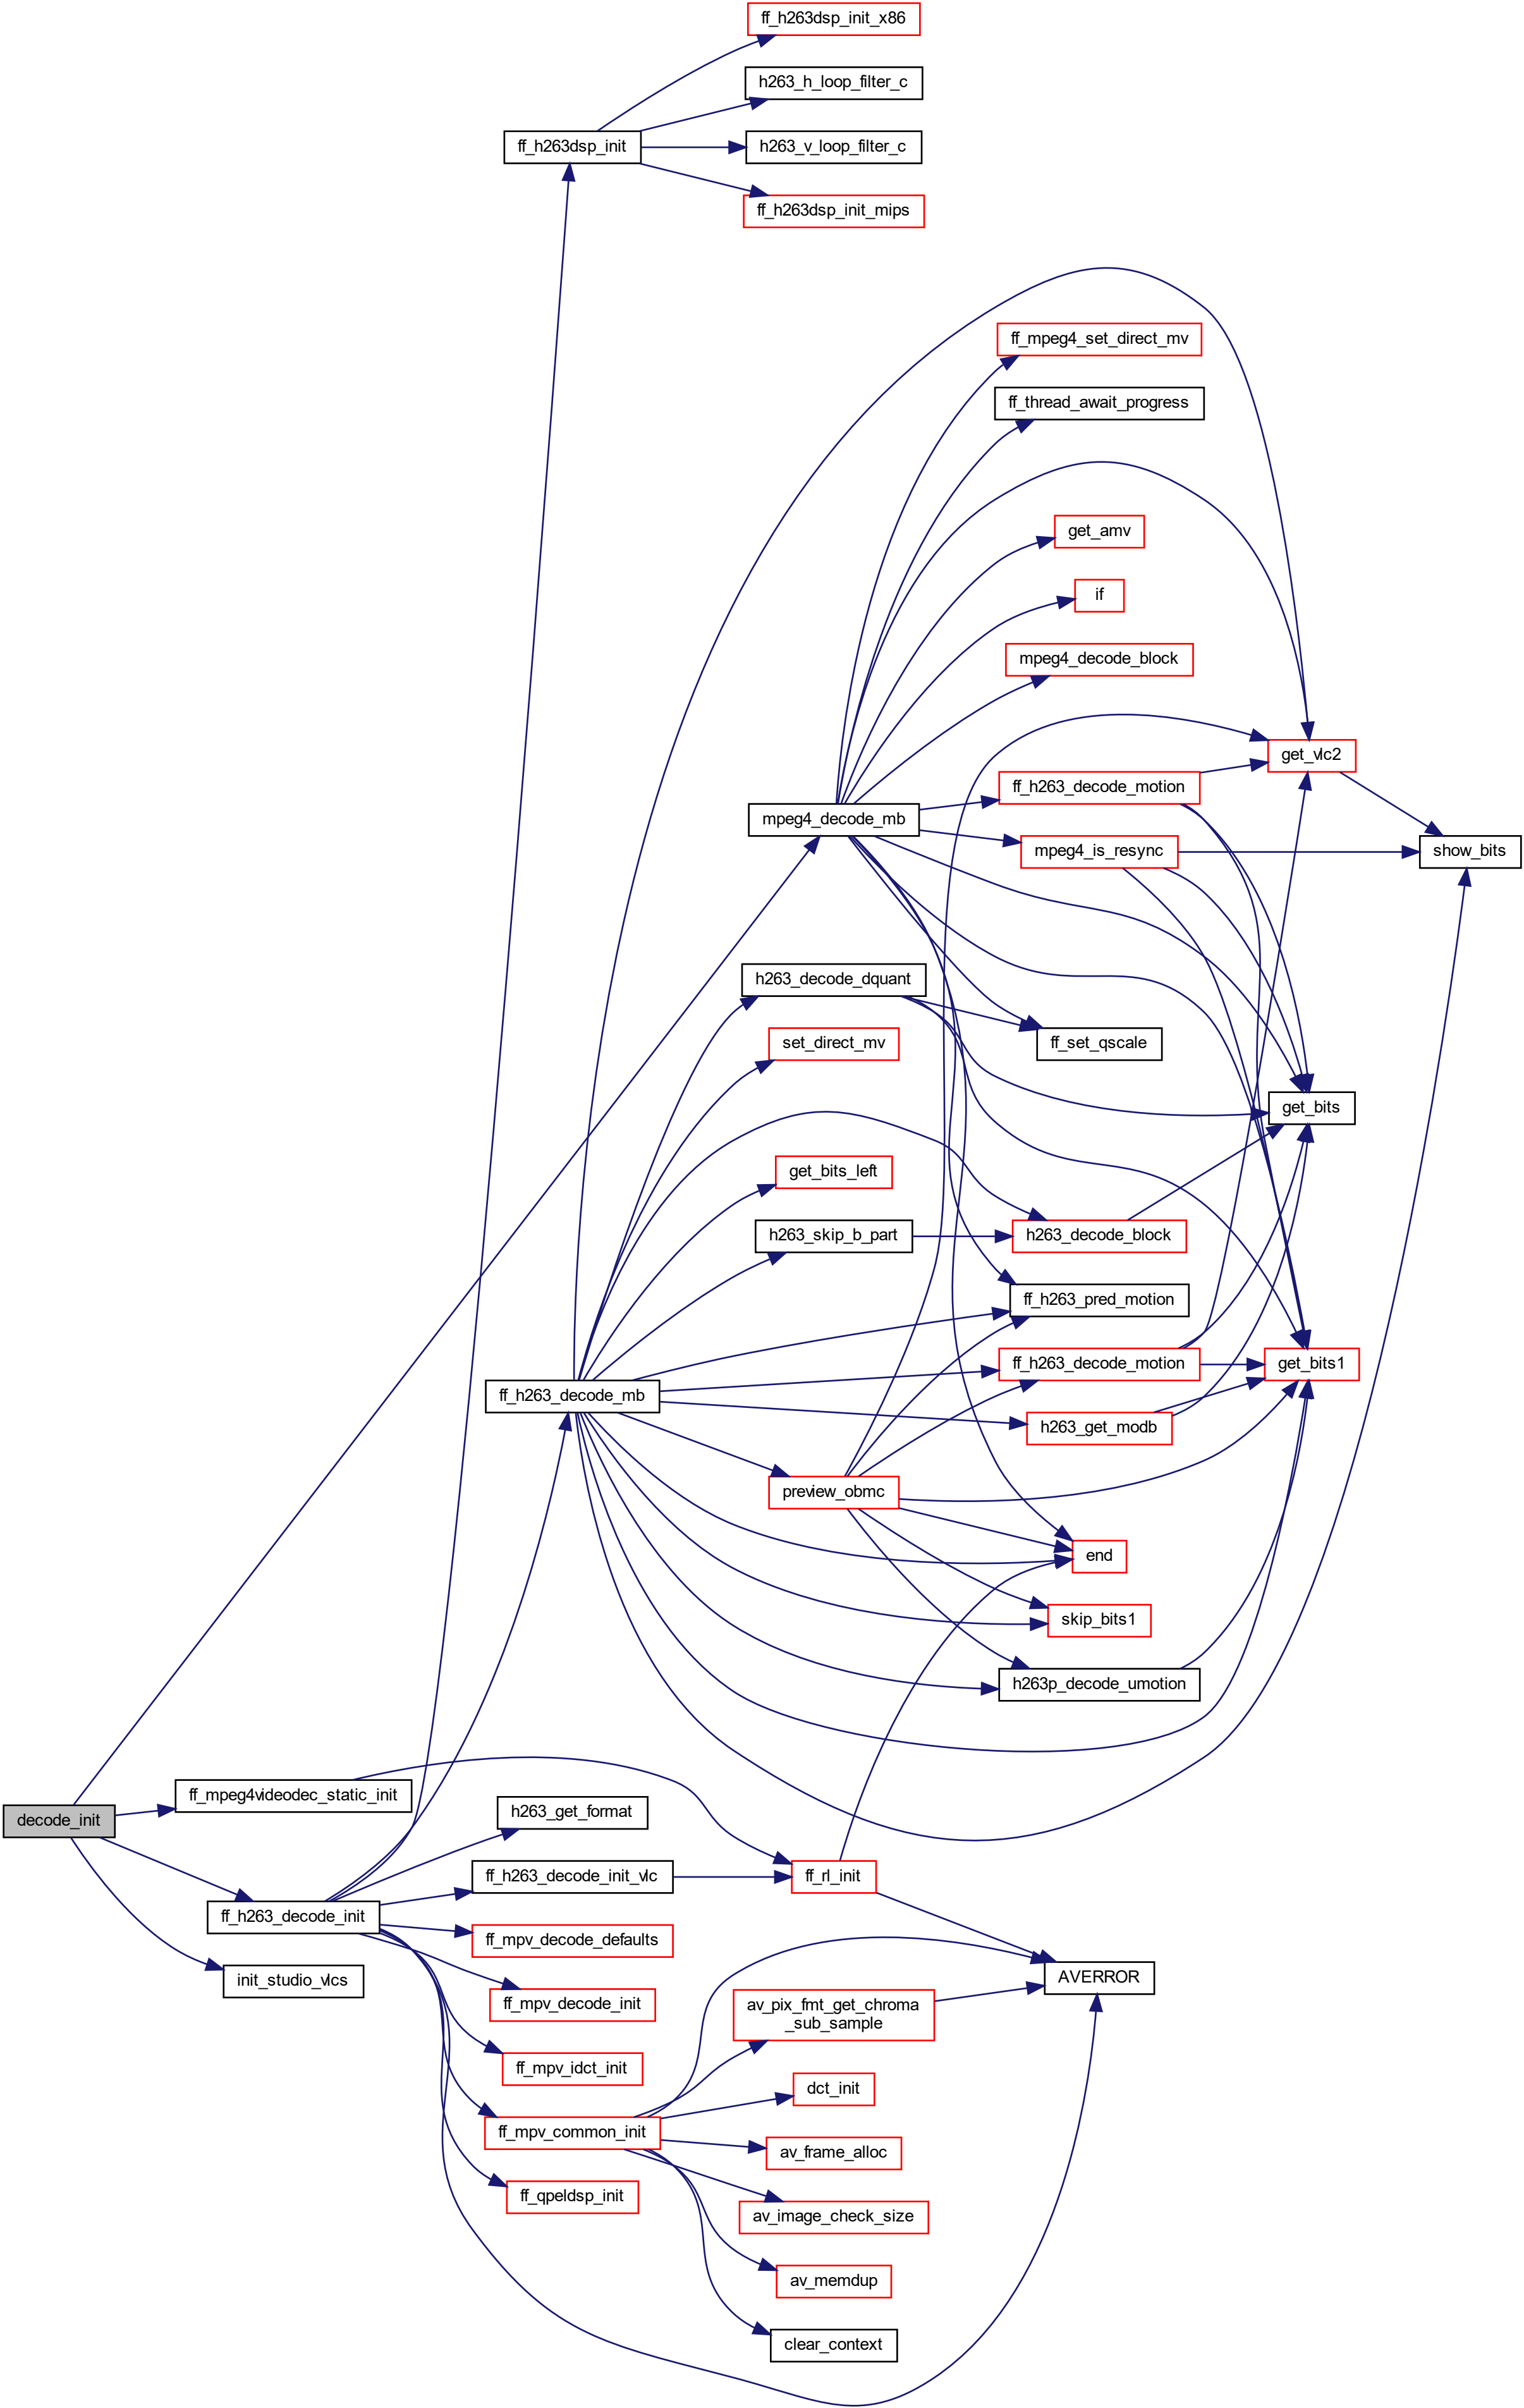 ff_h263dsp_init_x86
h263_h_loop_filter_c
ff_h263dsp_init
h263_v_loop_filter_c
ff_h263dsp_init_mips
ff_mpeg4_set_direct_mv
ff_thread_await_progress
get_amv
if
mpeg4_decode_block
get_vlc2
ff_h263_decode_motion
mpeg4_decode_mb
mpeg4_is_resync
show_bits
h263_decode_dquant
set_direct_mv
ff_set_qscale
get_bits
get_bits_left
h263_skip_b_part
h263_decode_block
ff_h263_pred_motion
ff_h263_decode_motion
get_bits1
ff_h263_decode_mb
h263_get_modb
preview_obmc
end
skip_bits1
h263p_decode_umotion
ff_mpeg4videodec_static_init
decode_init
h263_get_format
ff_h263_decode_init_vlc
ff_rl_init
ff_h263_decode_init
ff_mpv_decode_defaults
init_studio_vlcs
AVERROR
ff_mpv_decode_init
av_pix_fmt_get_chroma
_sub_sample
ff_mpv_idct_init
dct_init
ff_mpv_common_init
av_frame_alloc
ff_qpeldsp_init
av_image_check_size
av_memdup
clear_context